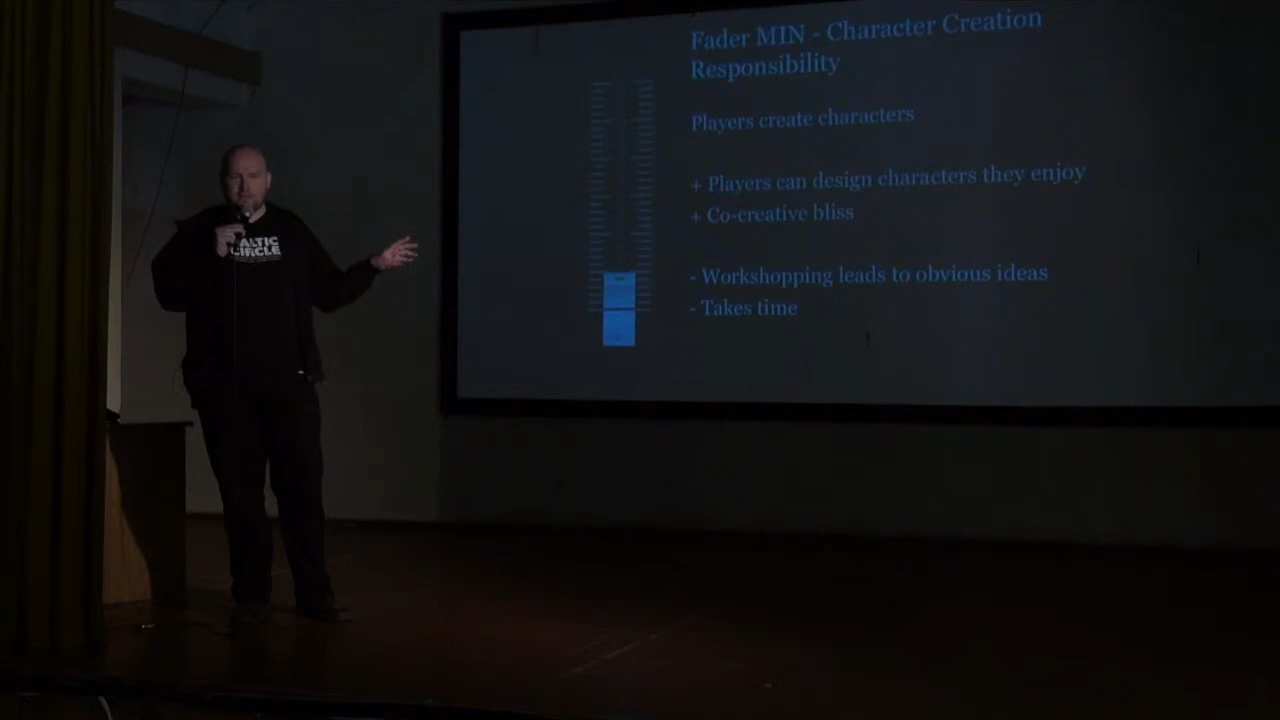 Fader MIN - Character Creation
Responsibility
Players create characters
+ Players can design characters they enjoy
+ Co-creative bliss
- Workshopping leads to obvious ideas
- Takes time
ALTIC
CIRCLE